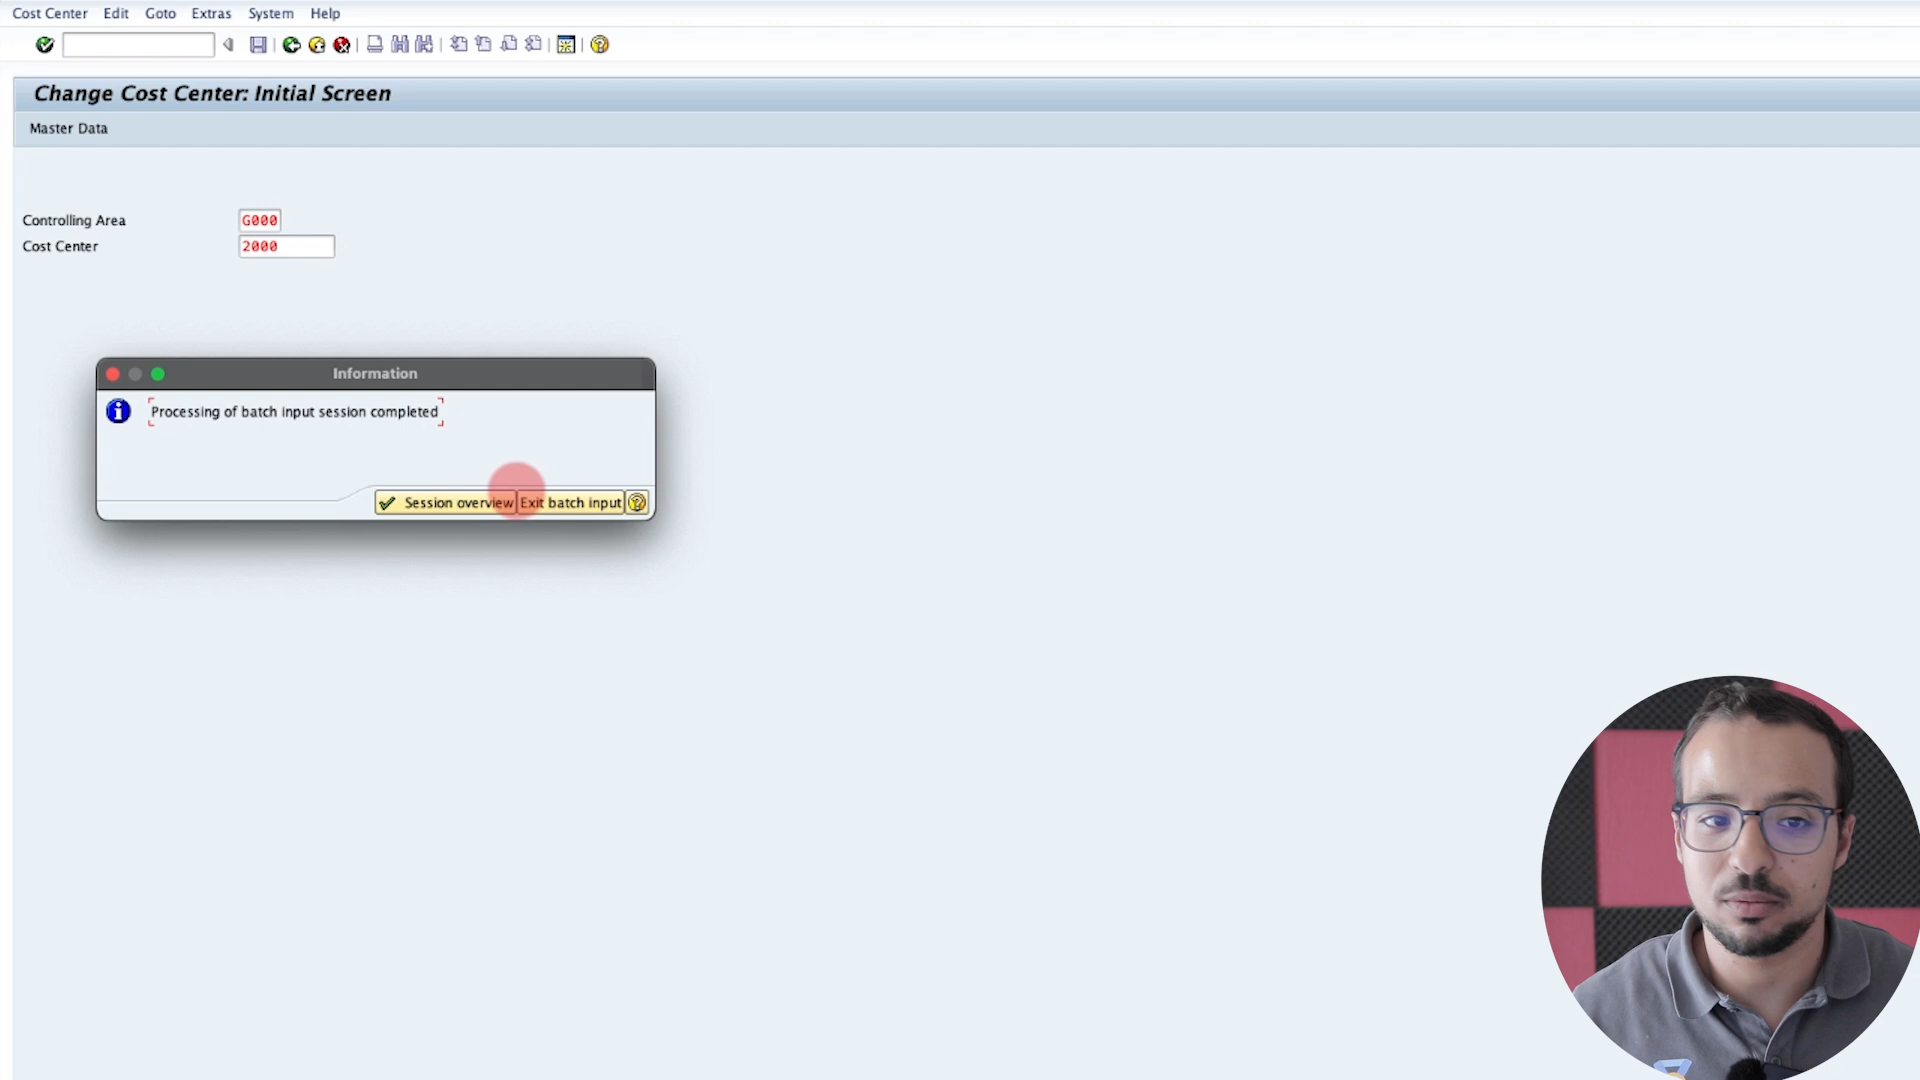 Cost Center Edit Goto Extras System Help
Change Cost Center: Initial Screen
Master Data
Controlling Area G000
Cost Center 2000
Information
Processing of batch input session completed
Session overview Exit batch input